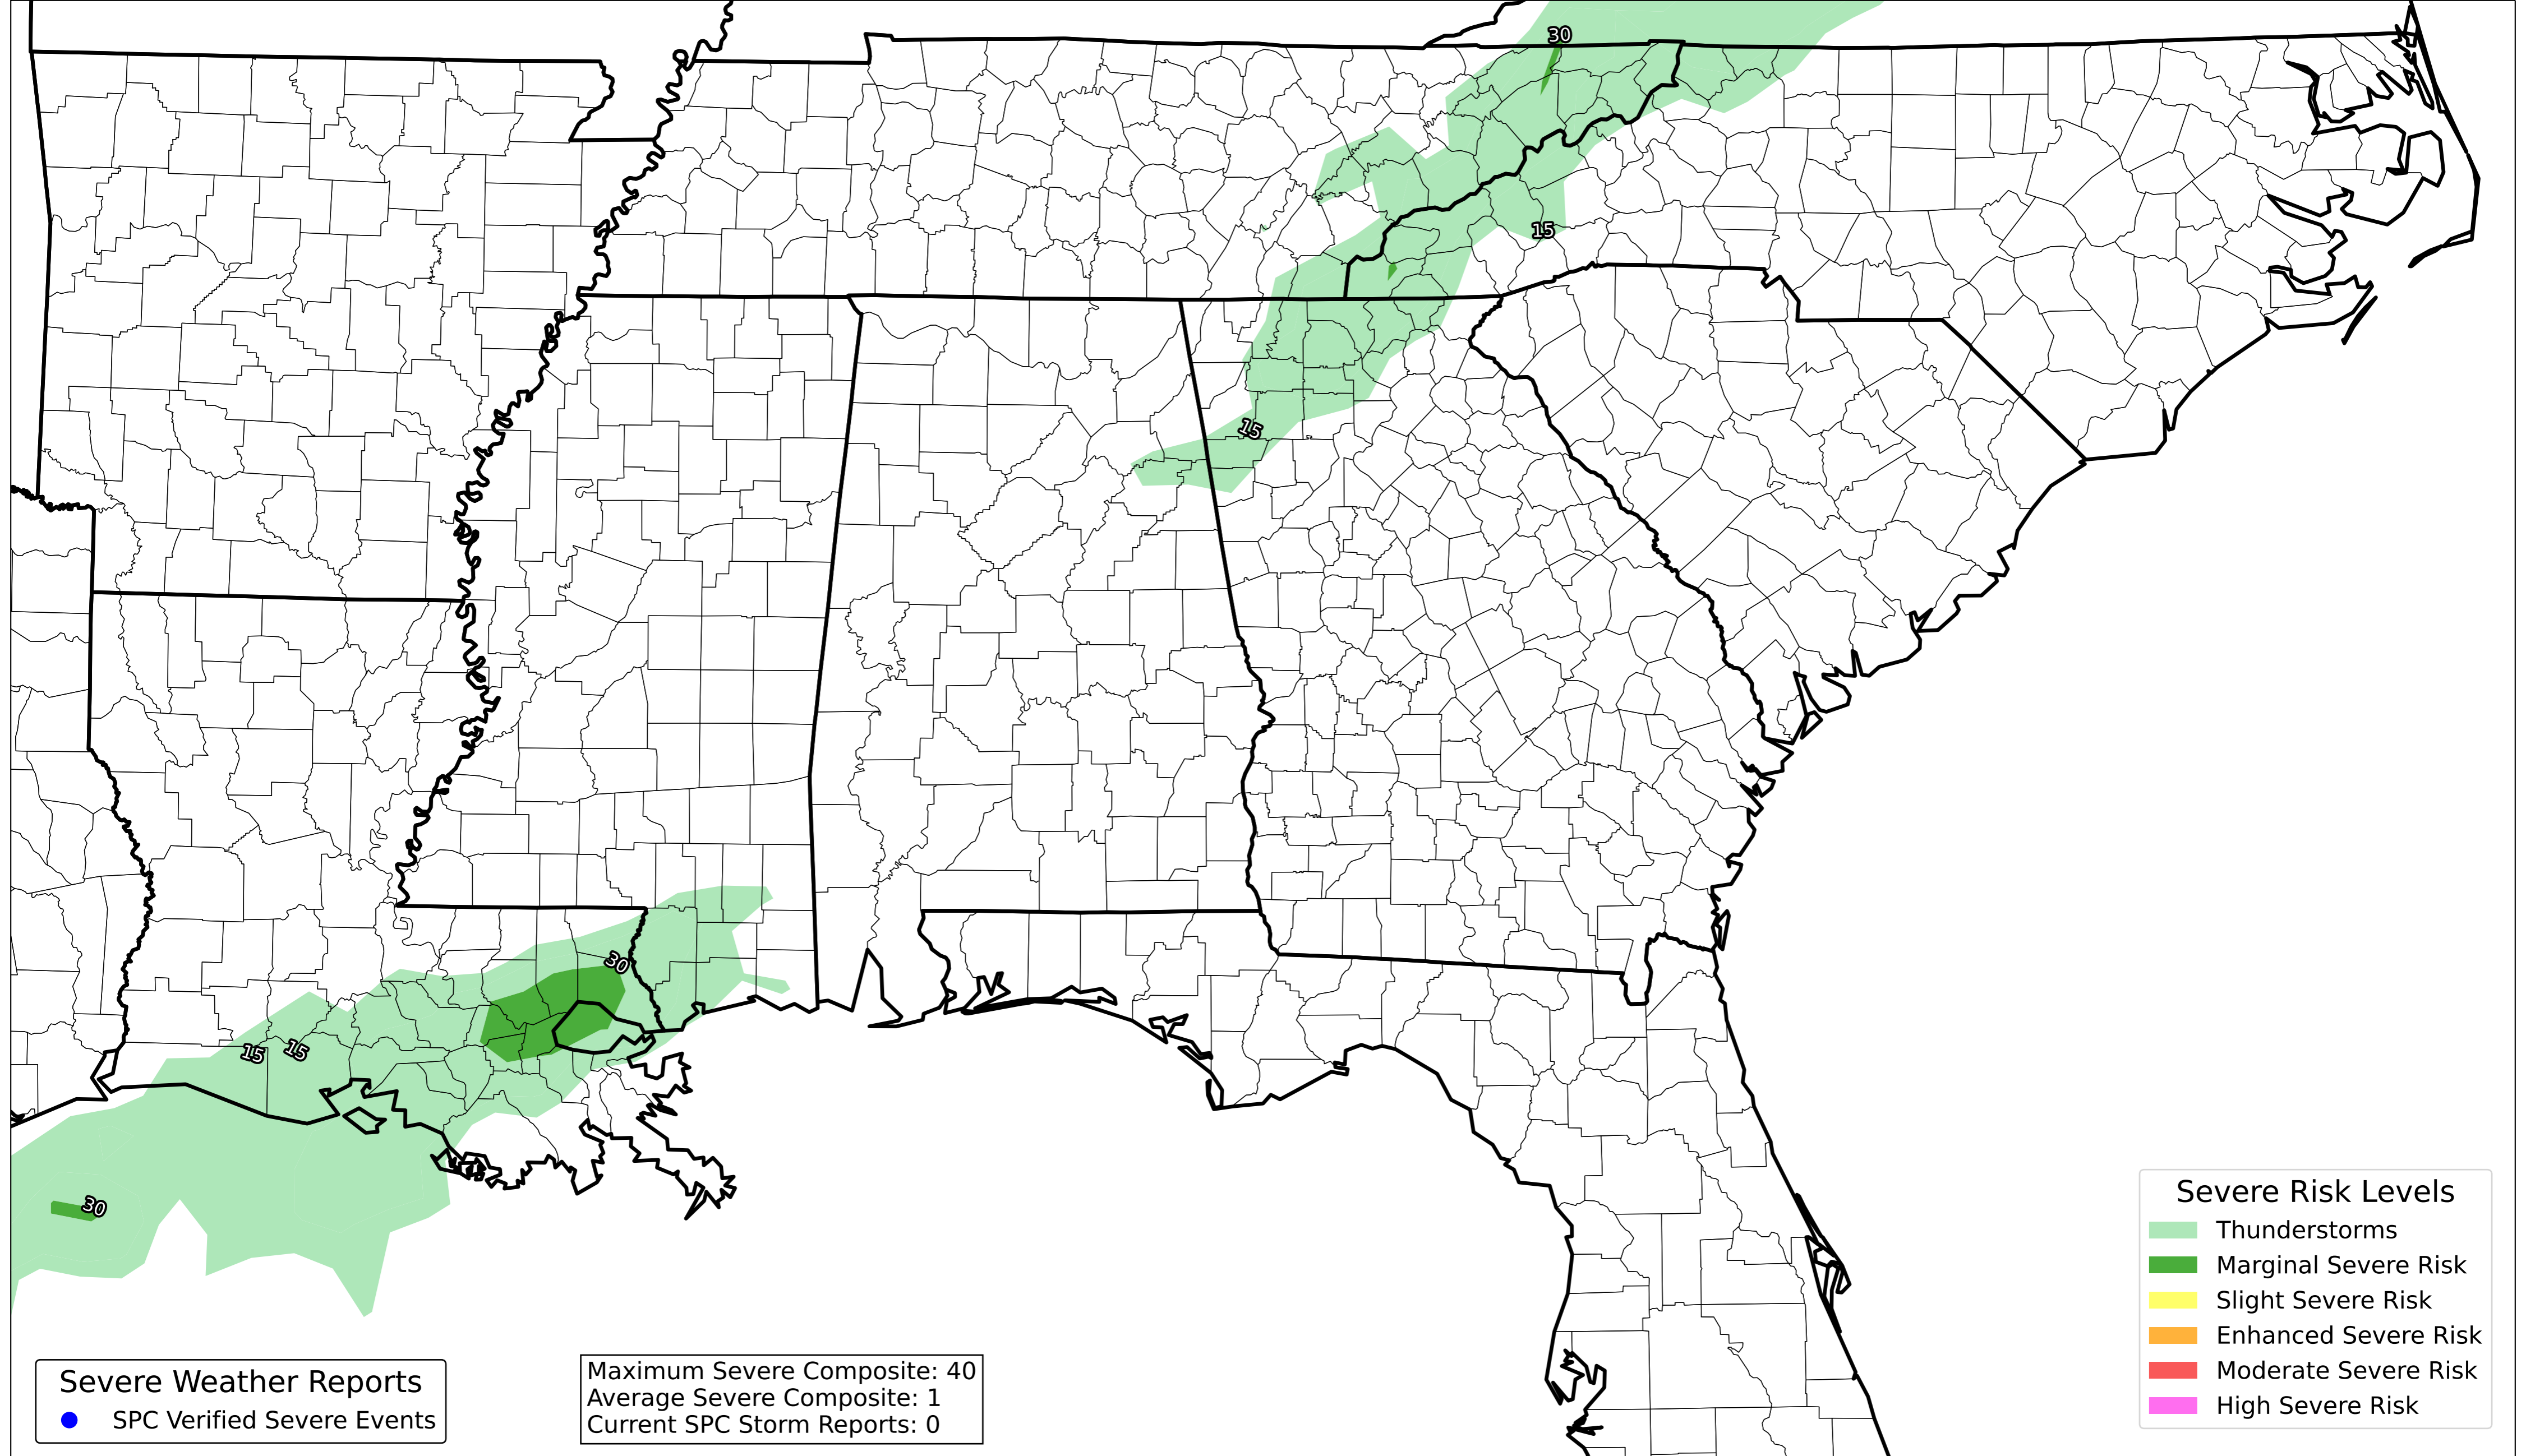 30
15
15
30
15
15
30
Severe Risk Levels
Thunderstorms
Marginal Severe Risk
Slight Severe Risk
Enhanced Severe Risk
Moderate Severe Risk
High Severe Risk
Severe Weather Reports
SPC Verified Severe Events
Maximum Severe Composite: 40
Average Severe Composite: 1
Current SPC Storm Reports: 0